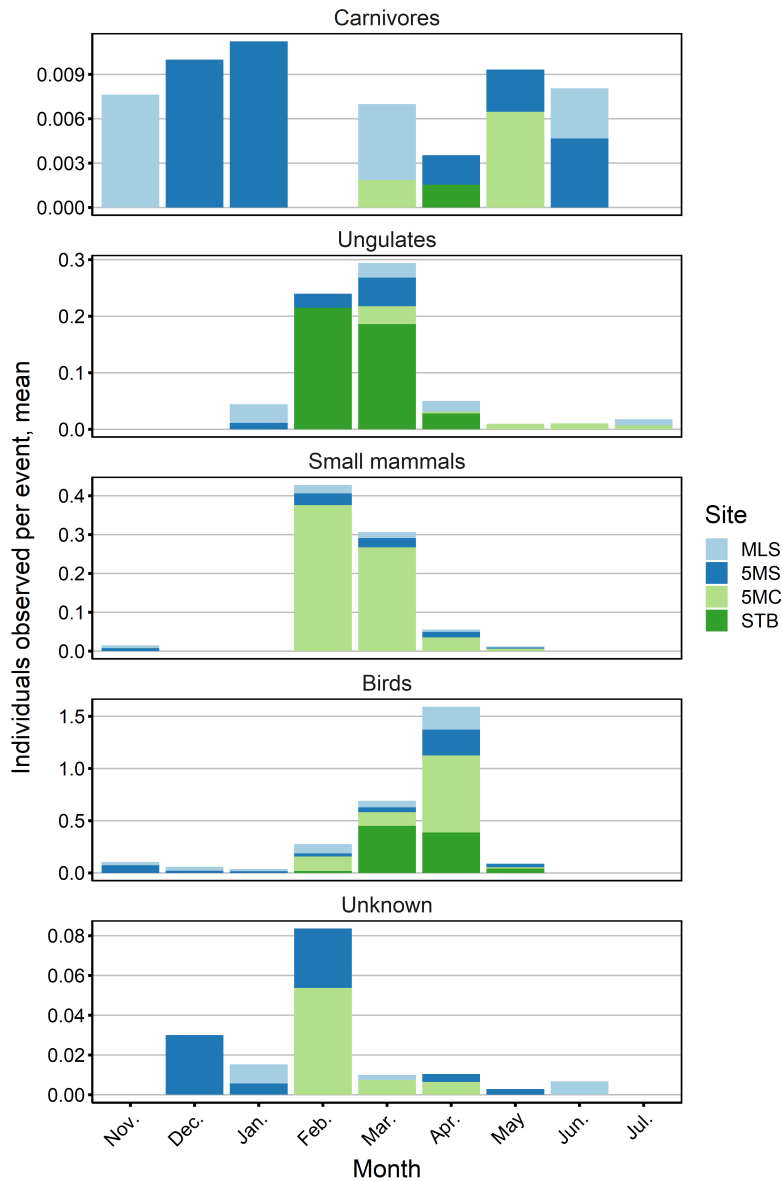 Carnivores
0.009
0.006
0.003
0.000
Ungulates
0.3
0.2
0.1
0.0
Small mammals
0.4
0.3
0.2
0.1
0.0
Birds
1.5
1.0
0.5
0.0
Unknown
0.08
0.06
0.04
0.02
0.00
Nov. Dec. Jan. Feb. Mar. Apr. May Jun. Jul.
Month
Individuals observed per event, mean
Site
MLS
5MS
5MC
STB